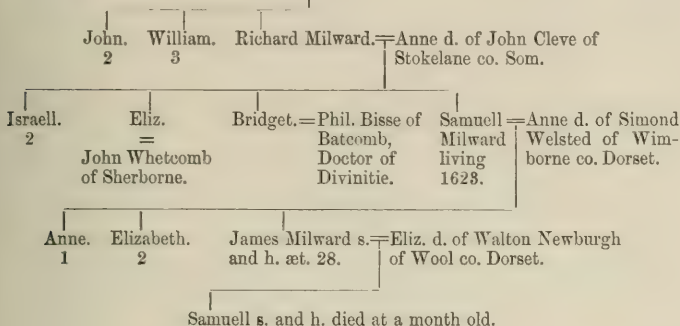 John. William. Richard Milward.=Anne d. of John Cleve of
2 3 Stokelane co. Som.
Israell. Eliz. Bridget.=Phil. Bisse of Samuell=Anne d. of Simond
2 = Batcomb, Milward Welsted of Wim-
John Whetcomb Doctor of living borne co. Dorset.
of Sherborne. Divinitie. 1623.
Anne. Elizabeth. James Milward s.=Eliz. d. of Walton Newburgh
1 2 and h. æt. 28. of Wool co. Dorset.
Samuell s. and h. died at a month old.